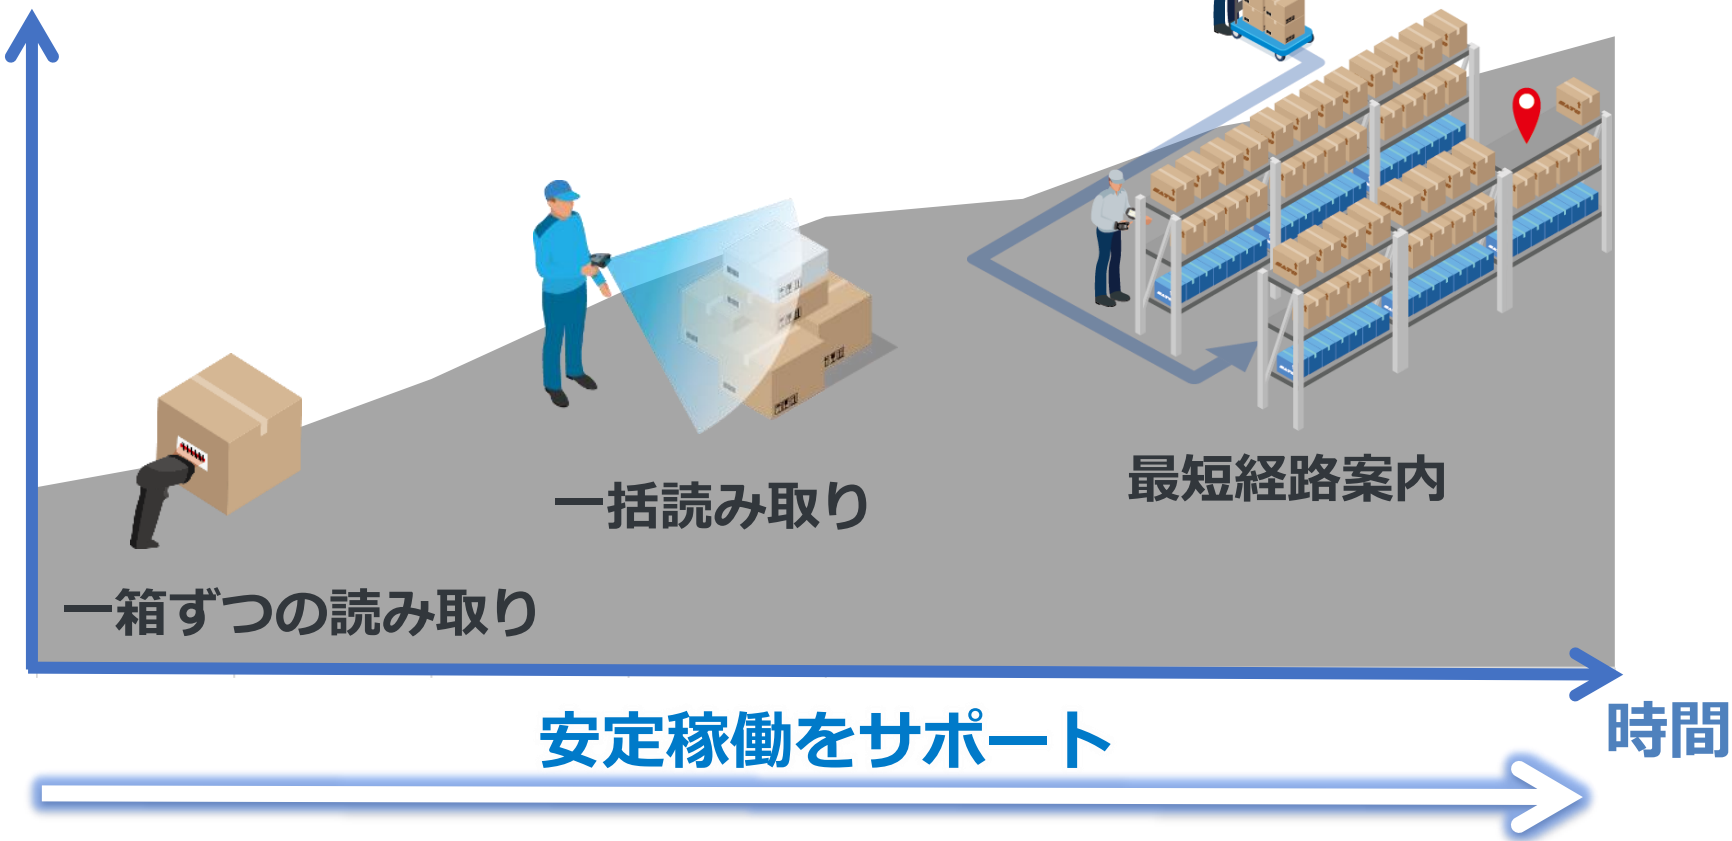 最短経路案内
一括読み取り
一箱ずつの読み取り
時間
安定稼働をサポート